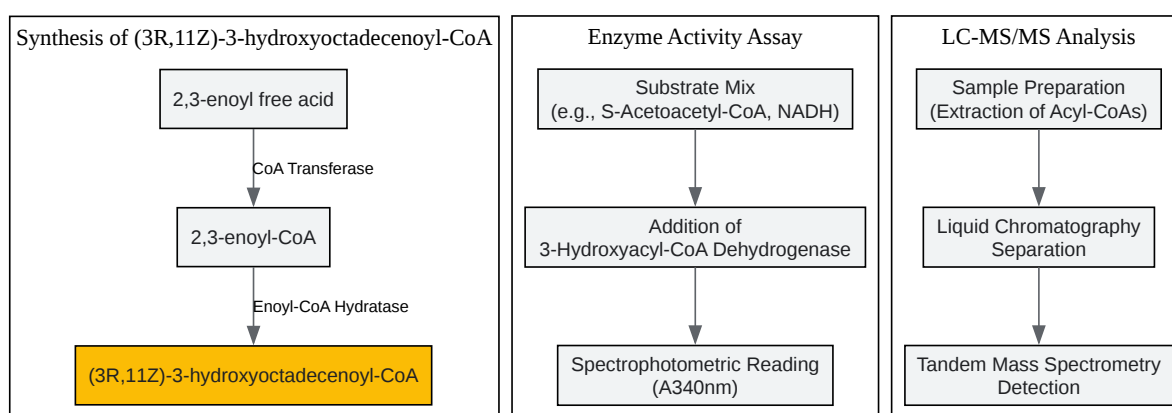 Synthesis of (3R,11Z)-3-hydroxyoctadecenoyl-CoA
2,3-enoyl free acid
CoA Transferase
2,3-enoyl-CoA
Enoyl-CoA Hydratase
(3R,11Z)-3-hydroxyoctadecenoyl-CoA
Enzyme Activity Assay
Substrate Mix
(e.g., S-Acetoacetyl-CoA, NADH)
Addition of
3-Hydroxyacyl-CoA Dehydrogenase
Spectrophotometric Reading
(A340nm)
LC-MS/MS Analysis
Sample Preparation
(Extraction of Acyl-CoAs)
Liquid Chromatography
Separation
Tandem Mass Spectrometry
Detection